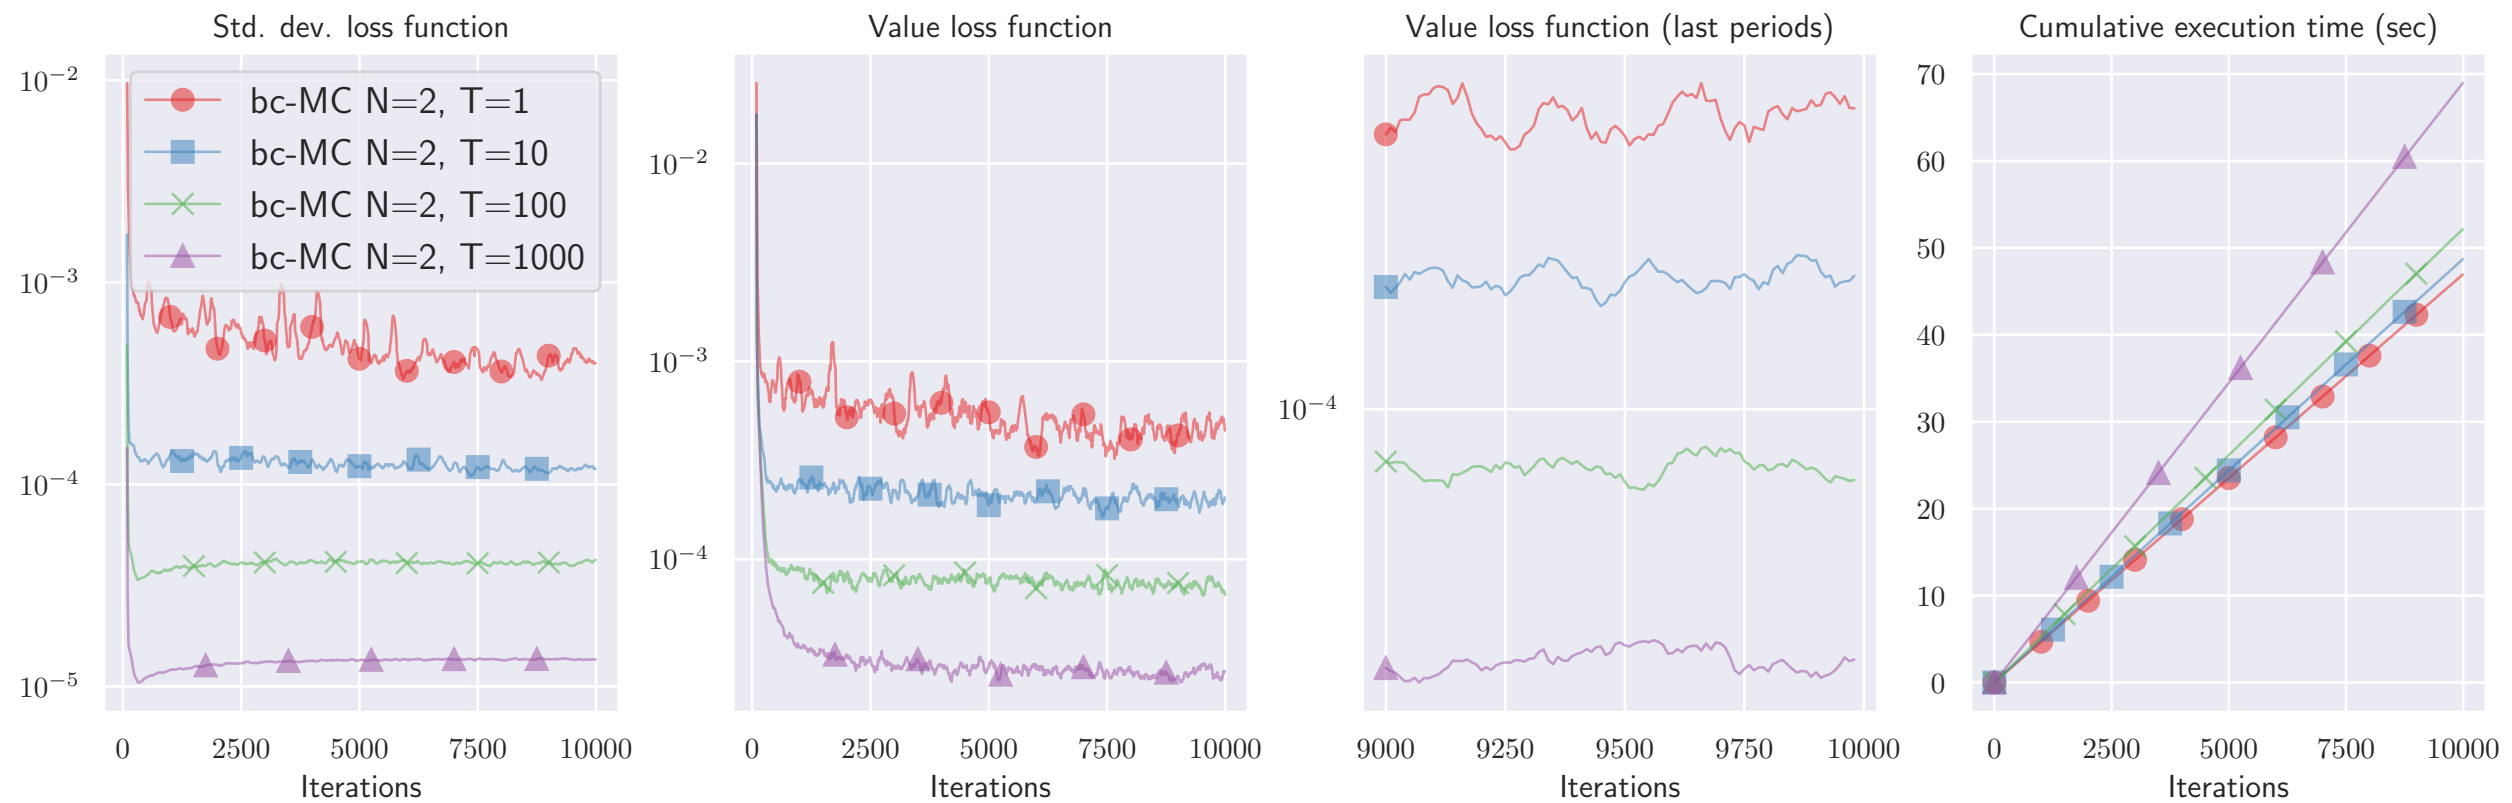 Std. dev. loss function
10⁻²
10⁻³
10⁻⁴
10⁻⁵
bc-MC N=2, T=1
bc-MC N=2, T=10
bc-MC N=2, T=100
bc-MC N=2, T=1000
0 2500 5000 7500 10000
Iterations
Value loss function
10⁻²
10⁻³
10⁻⁴
0 2500 5000 7500 10000
Iterations
Value loss function (last periods)
10⁻⁴
9000 9250 9500 9750 10000
Iterations
Cumulative execution time (sec)
70
60
50
40
30
20
10
0
0 2500 5000 7500 10000
Iterations